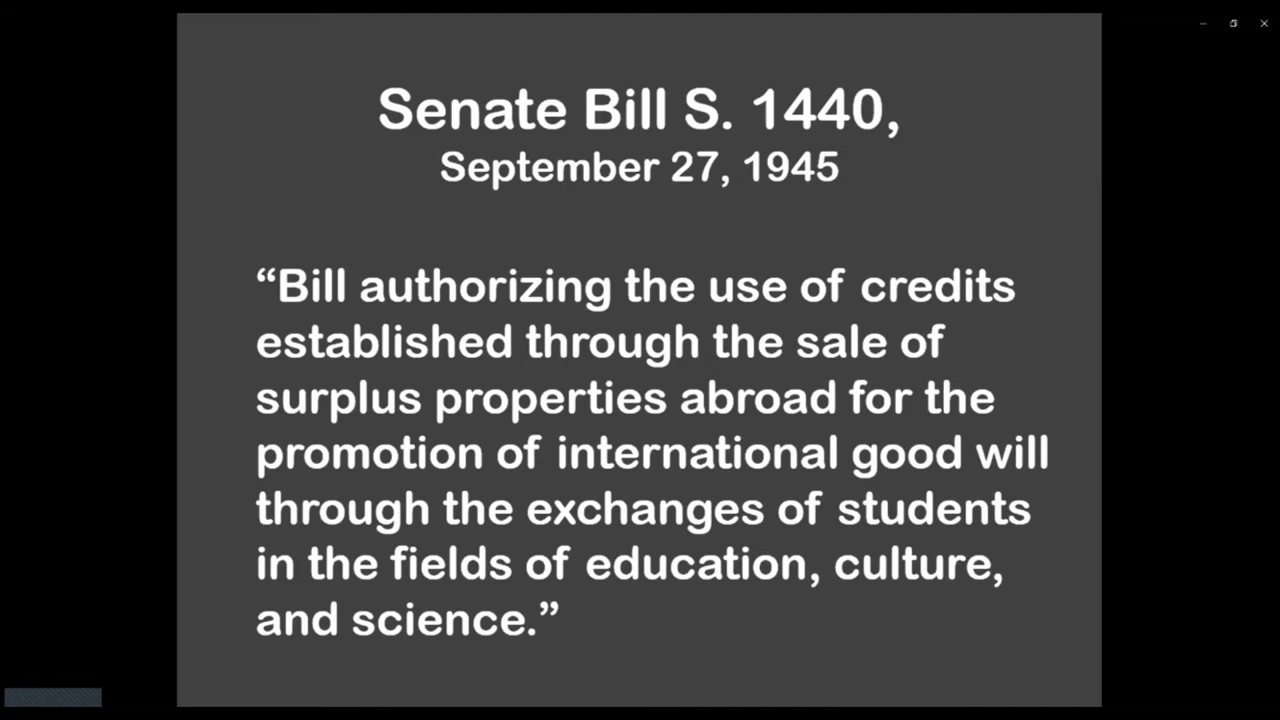 Senate Bill S. 1440,
September 27, 1945
“Bill authorizing the use of credits
established through the sale of
surplus properties abroad for the
promotion of international good will
through the exchanges of students
in the fields of education, culture,
and science.”